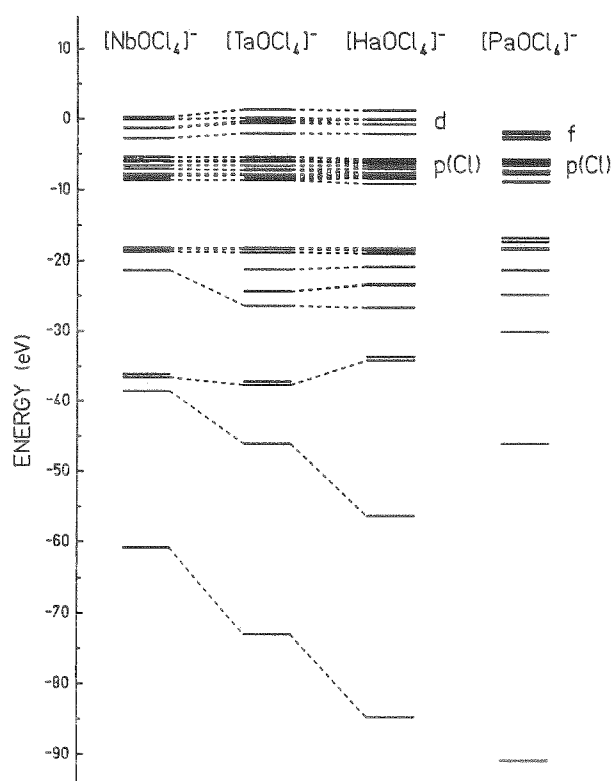 [NbOCl₄]⁻ [TaOCl₄]⁻ [HaOCl₄]⁻ [PaOCl₄]⁻
10
0
d
f
p(Cl)
p(Cl)
-10
-20
-30
-40
-50
-60
-70
-80
-90
ENERGY (eV)